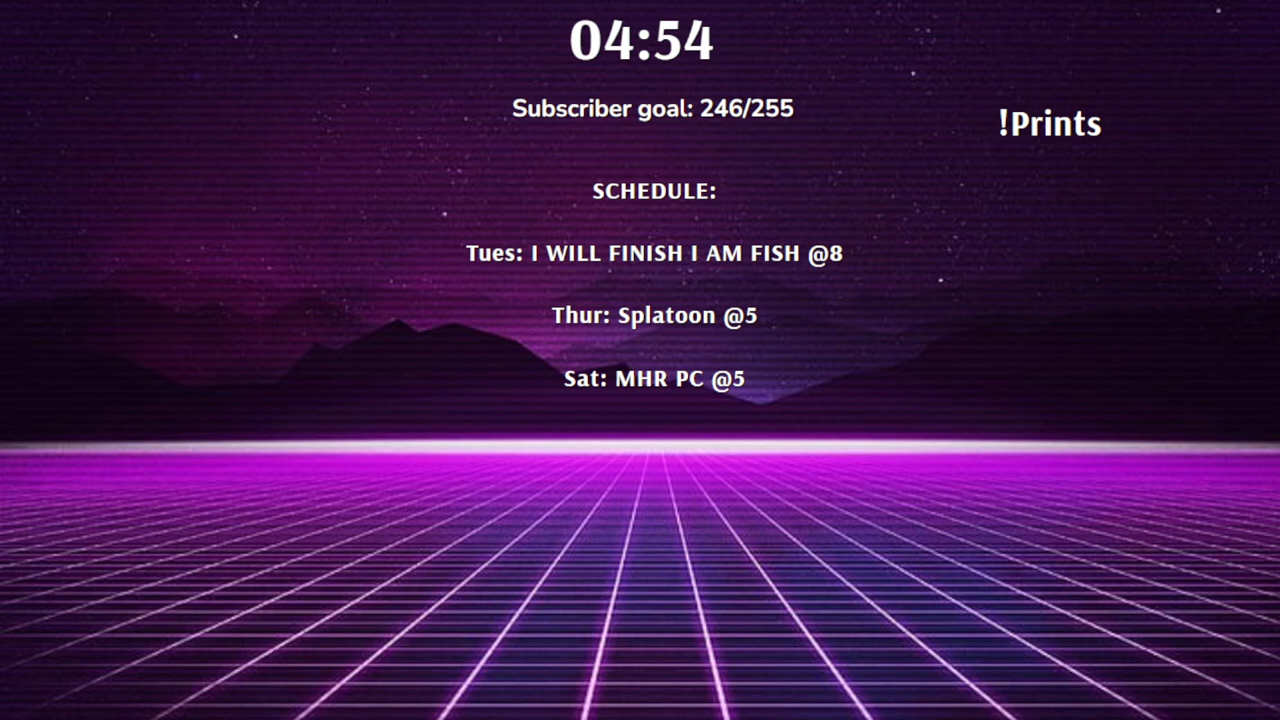 04:54
Subscriber goal: 246/255
!Prints
SCHEDULE:
Tues: I WILL FINISH I AM FISH @8
Thur: Splatoon @5
Sat: MHR PC @5